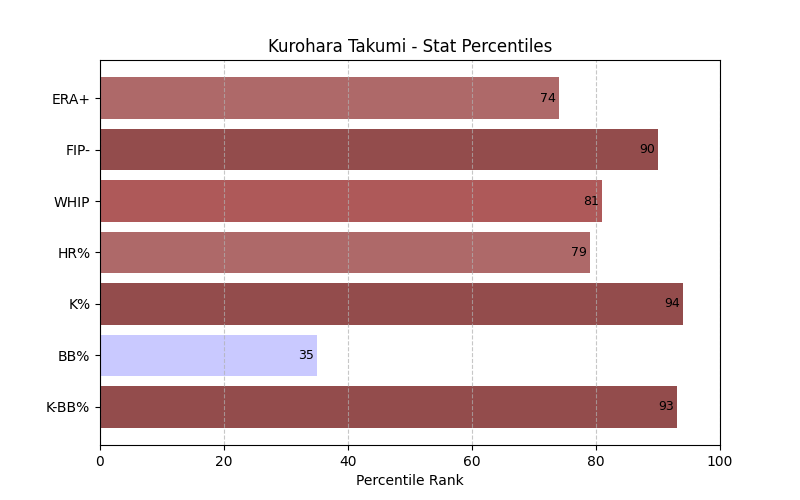 Kurohara Takumi - Stat Percentiles
ERA+ 74
FIP- 90
WHIP 81
HR% 79
K% 94
BB% 35
K-BB% 93
0 20 40 60 80 100
Percentile Rank